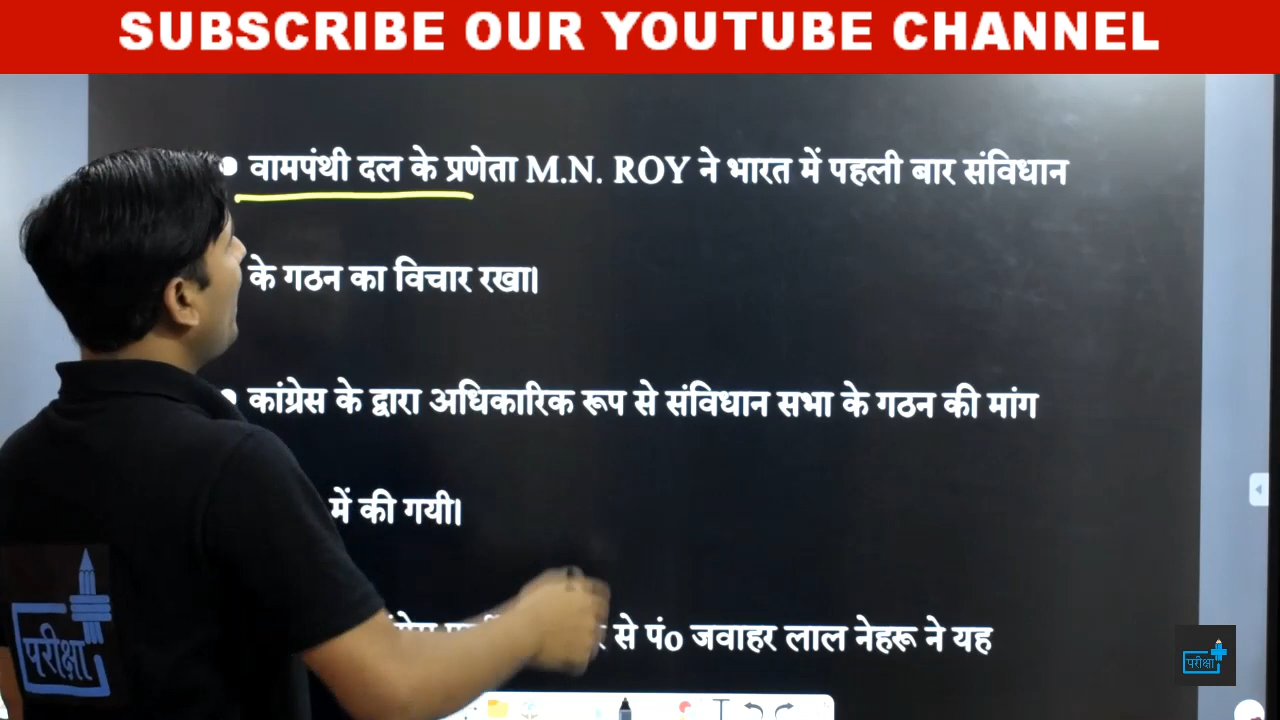 SUBSCRIBE OUR YOUTUBE CHANNEL
वामपंथी दल के प्रणेता M.N. ROY ने भारत में पहली बार संविधान
के गठन का विचार रखा।
कांग्रेस के द्वारा अधिकारिक रूप से संविधान सभा के गठन की मांग
में की गयी।
से पं० जवाहर लाल नेहरू ने यह
परीक्षा
परीक्षा